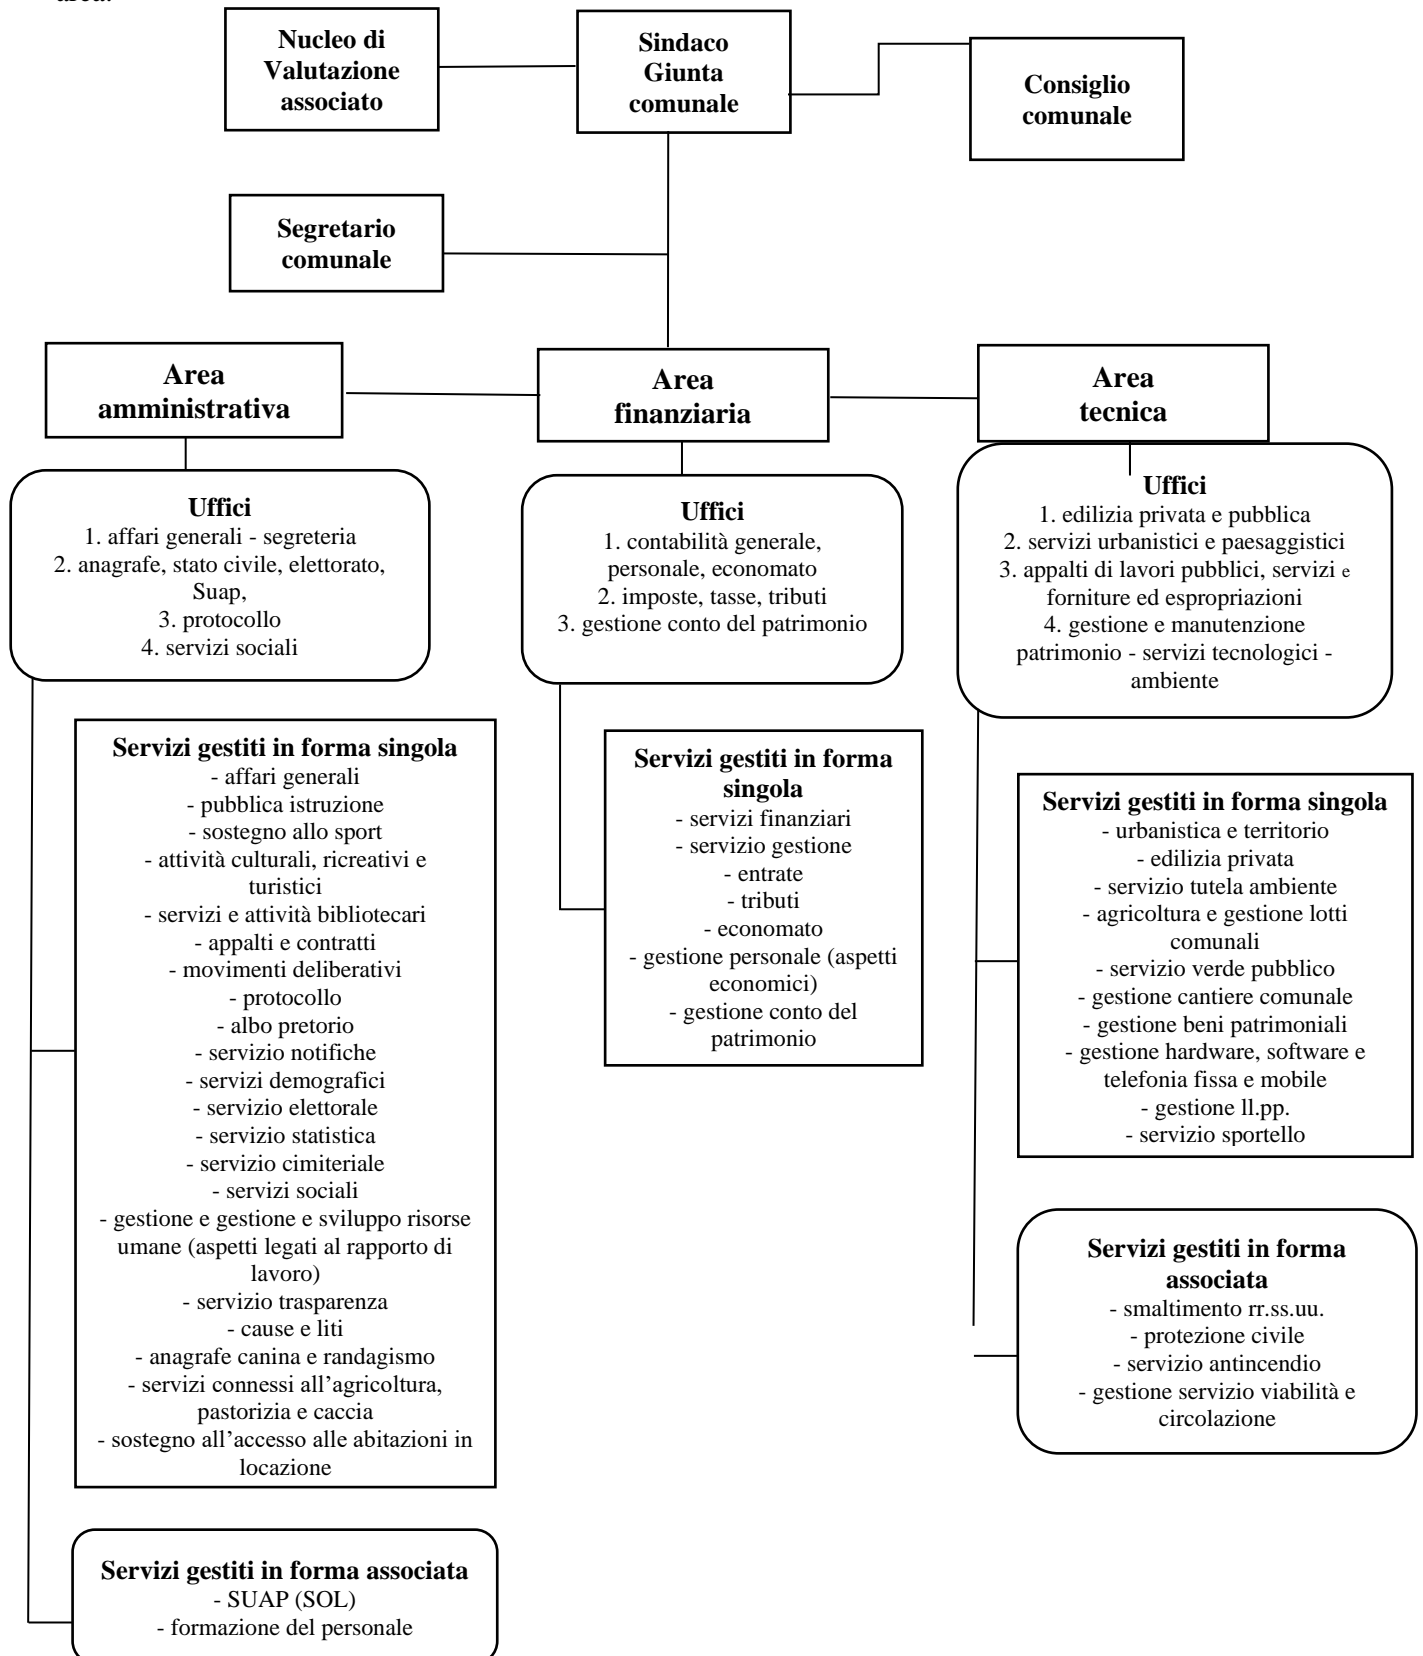 area.
Nucleo di
Valutazione
associato
Sindaco
Giunta
comunale
Consiglio
comunale
Segretario
comunale
Area
amministrativa
Area
finanziaria
Area
tecnica
Uffici
1. affari generali - segreteria
2. anagrafe, stato civile, elettorato,
Suap,
3. protocollo
4. servizi sociali
Uffici
1. contabilità generale,
personale, economato
2. imposte, tasse, tributi
3. gestione conto del patrimonio
Uffici
1. edilizia privata e pubblica
2. servizi urbanistici e paesaggistici
3. appalti di lavori pubblici, servizi e
forniture ed espropriazioni
4. gestione e manutenzione
patrimonio - servizi tecnologici -
ambiente
Servizi gestiti in forma singola
- affari generali
- pubblica istruzione
- sostegno allo sport
- attività culturali, ricreativi e
turistici
- servizi e attività bibliotecari
- appalti e contratti
- movimenti deliberativi
- protocollo
- albo pretorio
- servizio notifiche
- servizi demografici
- servizio elettorale
- servizio statistica
- servizio cimiteriale
- servizi sociali
- gestione e gestione e sviluppo risorse
umane (aspetti legati al rapporto di
lavoro)
- servizio trasparenza
- cause e liti
- anagrafe canina e randagismo
- servizi connessi all’agricoltura,
pastorizia e caccia
- sostegno all’accesso alle abitazioni in
locazione
Servizi gestiti in forma
singola
- servizi finanziari
- servizio gestione
- entrate
- tributi
- economato
- gestione personale (aspetti
economici)
- gestione conto del
patrimonio
Servizi gestiti in forma singola
- urbanistica e territorio
- edilizia privata
- servizio tutela ambiente
- agricoltura e gestione lotti
comunali
- servizio verde pubblico
- gestione cantiere comunale
- gestione beni patrimoniali
- gestione hardware, software e
telefonia fissa e mobile
- gestione ll.pp.
- servizio sportello
Servizi gestiti in forma
associata
- smaltimento rr.ss.uu.
- protezione civile
- servizio antincendio
- gestione servizio viabilità e
circolazione
Servizi gestiti in forma associata
- SUAP (SOL)
- formazione del personale